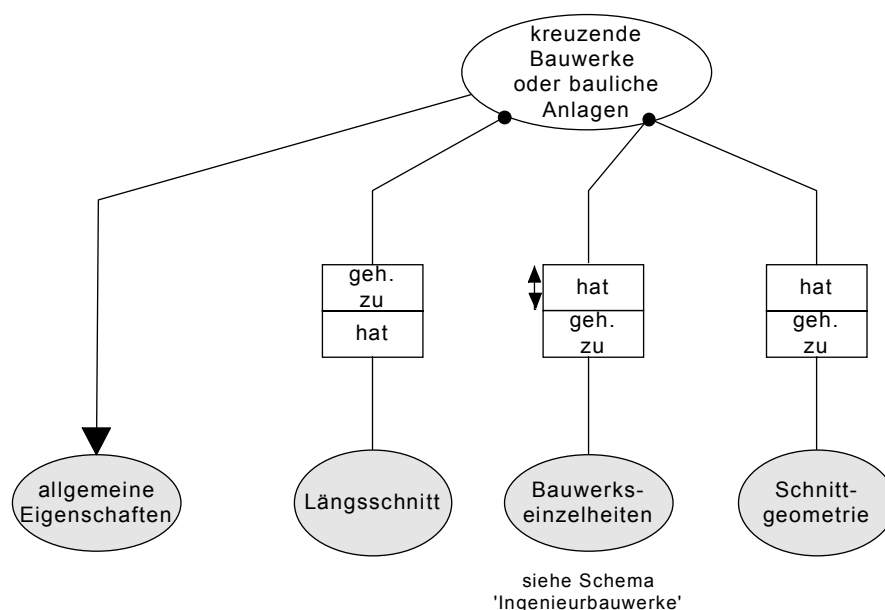 kreuzende
Bauwerke
oder bauliche
Anlagen
geh.
zu
hat
hat
geh.
zu
hat
geh.
zu
allgemeine
Eigenschaften
Längsschnitt
Bauwerks-
einzelheiten
Schnitt-
geometrie
siehe Schema
'Ingenieurbauwerke'